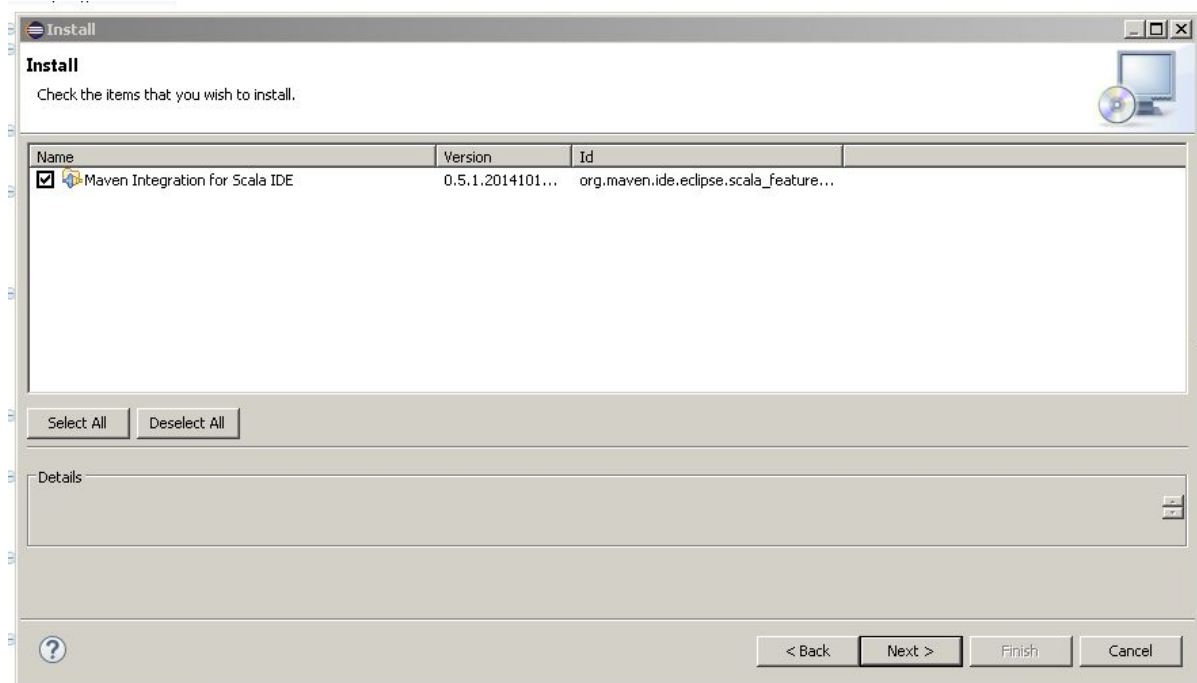 Install
Install
Check the items that you wish to install.
Name Version Id
Maven Integration for Scala IDE 0.5.1.2014101... org.maven.ide.eclipse.scala_feature...
Select All Deselect All
Details
< Back Next > Finish Cancel